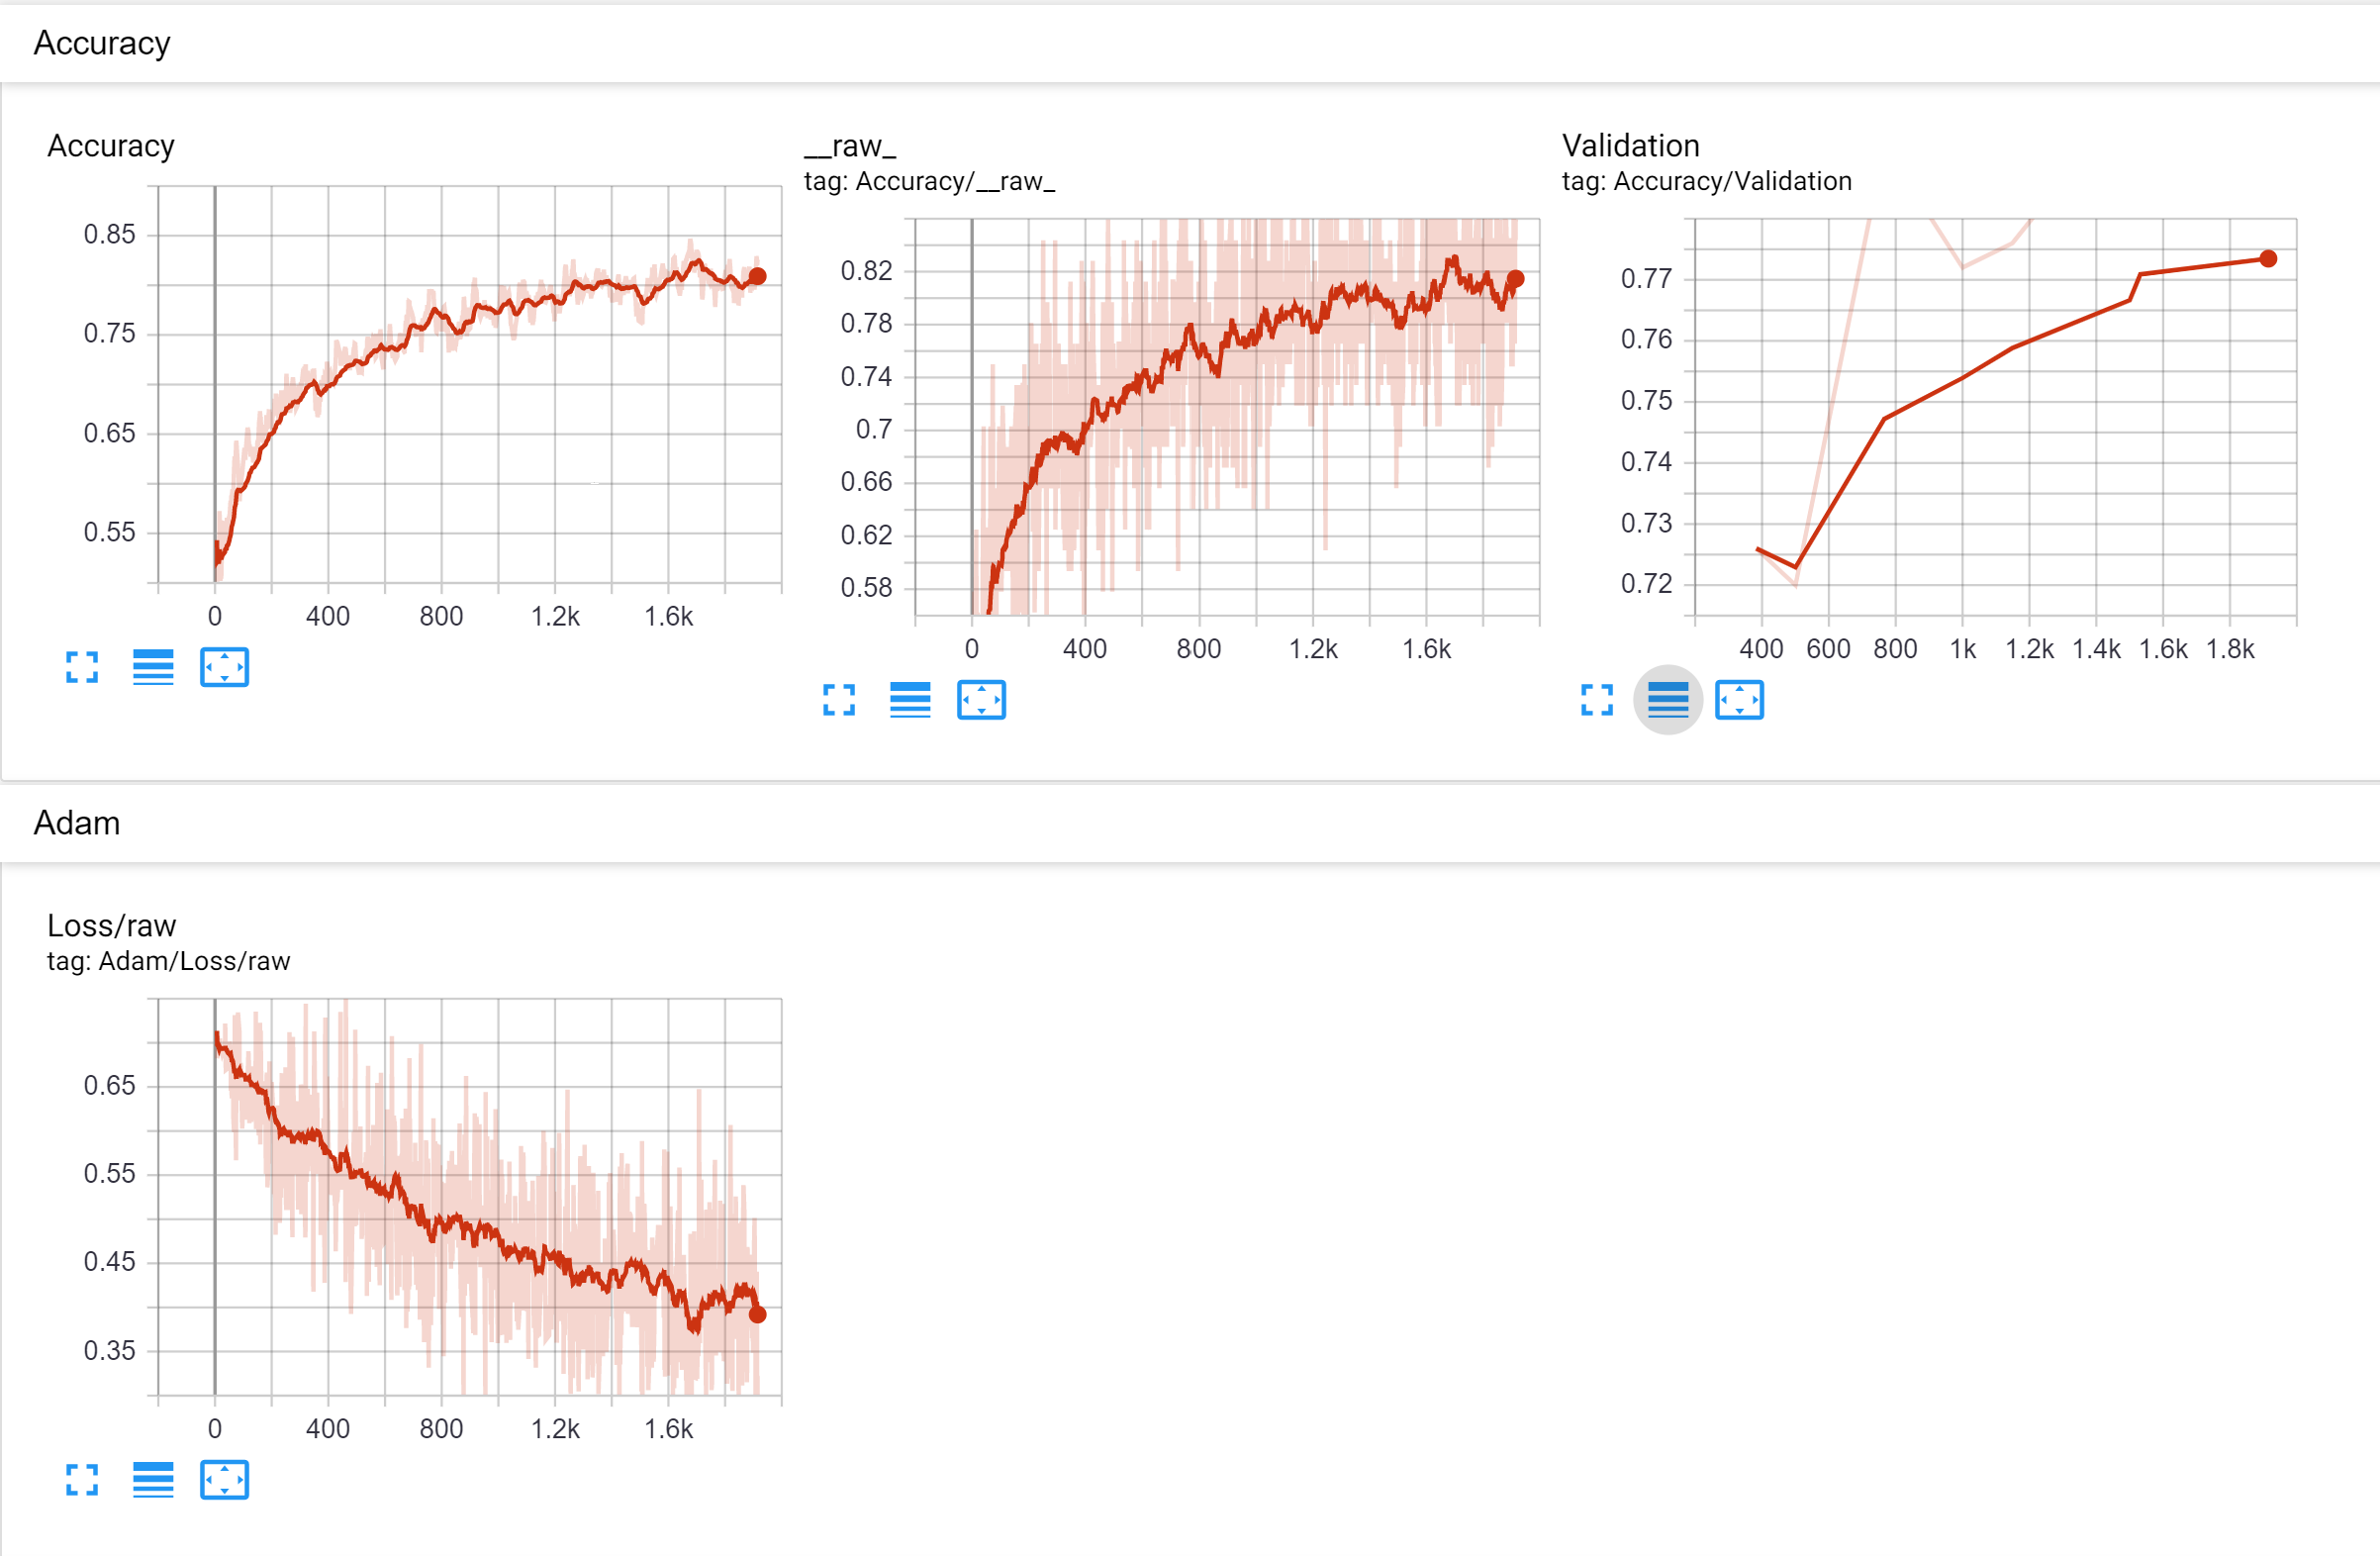 Accuracy
Accuracy
0.85
0.75
0.65
0.55
0 400 800 1.2k 1.6k
__raw_
tag: Accuracy/__raw_
0.82
0.78
0.74
0.7
0.66
0.62
0.58
0 400 800 1.2k 1.6k
Validation
tag: Accuracy/Validation
0.77
0.76
0.75
0.74
0.73
0.72
400 600 800 1k 1.2k 1.4k 1.6k 1.8k
Adam
Loss/raw
tag: Adam/Loss/raw
0.65
0.55
0.45
0.35
0 400 800 1.2k 1.6k